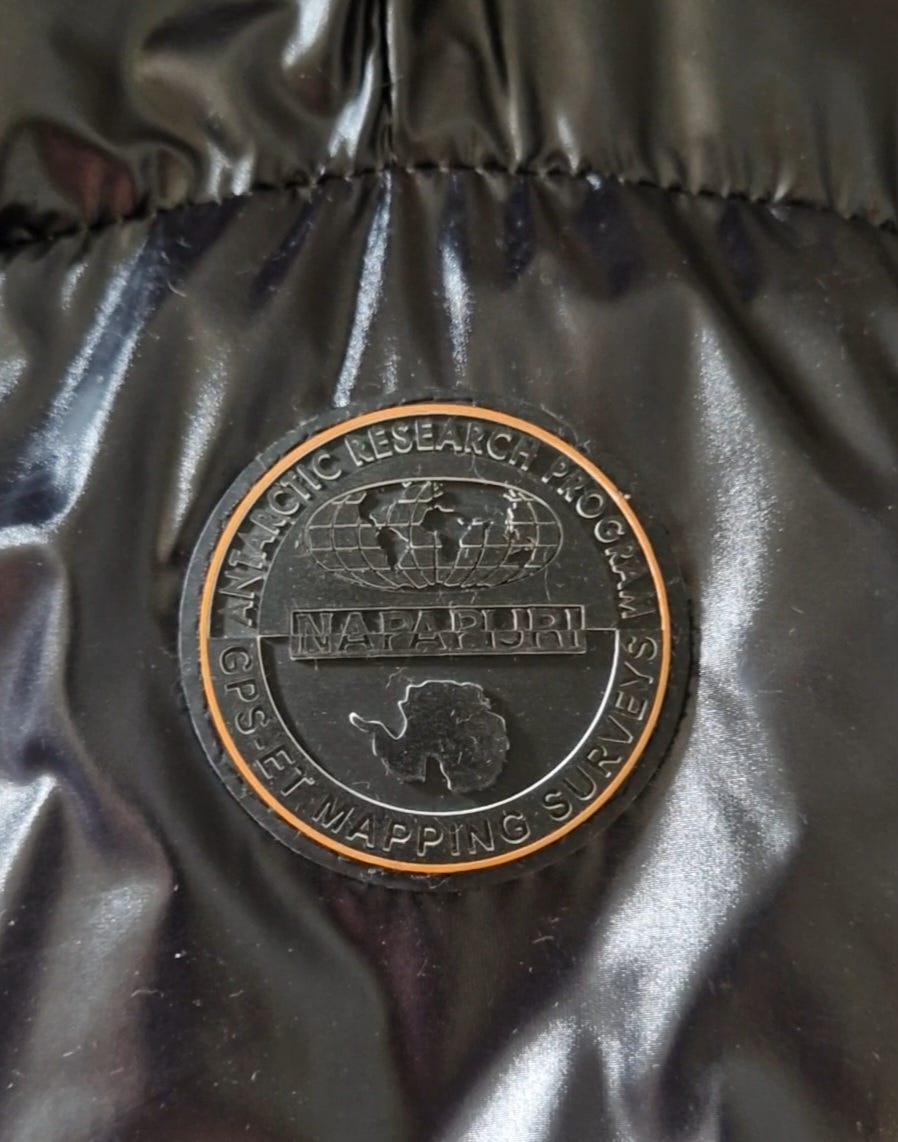 ANTARCTIC RESEARCH PROGRAM
NAPAPIJRI
GPS-ET MAPPING SURVEYS